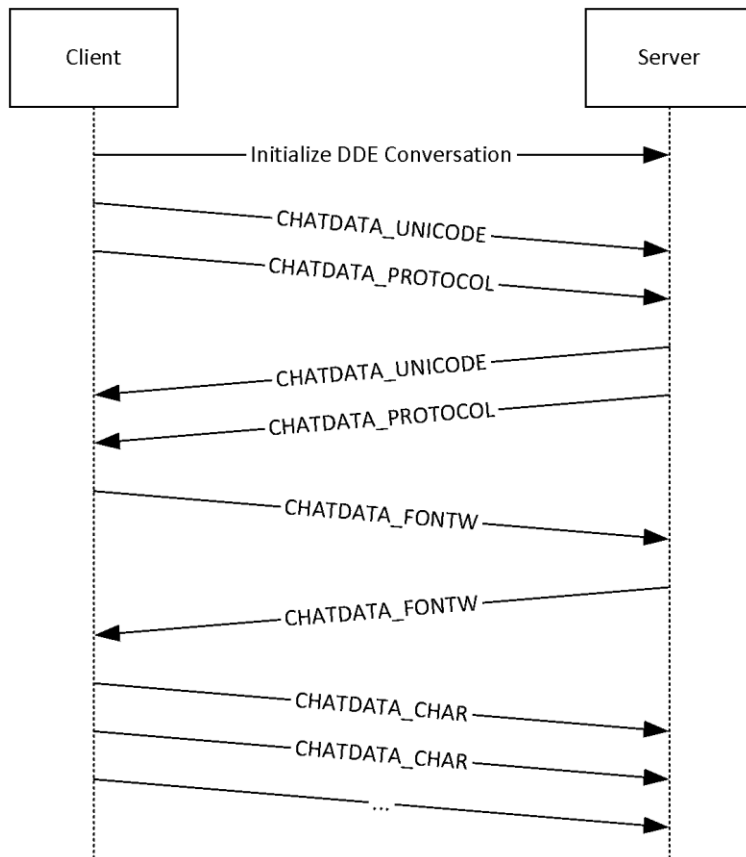 Client
Server
Initialize DDE Conversation
CHATDATA_UNICODE
CHATDATA_PROTOCOL
CHATDATA_UNICODE
CHATDATA_PROTOCOL
CHATDATA_FONTW
CHATDATA_FONTW
CHATDATA_CHAR
CHATDATA_CHAR
...